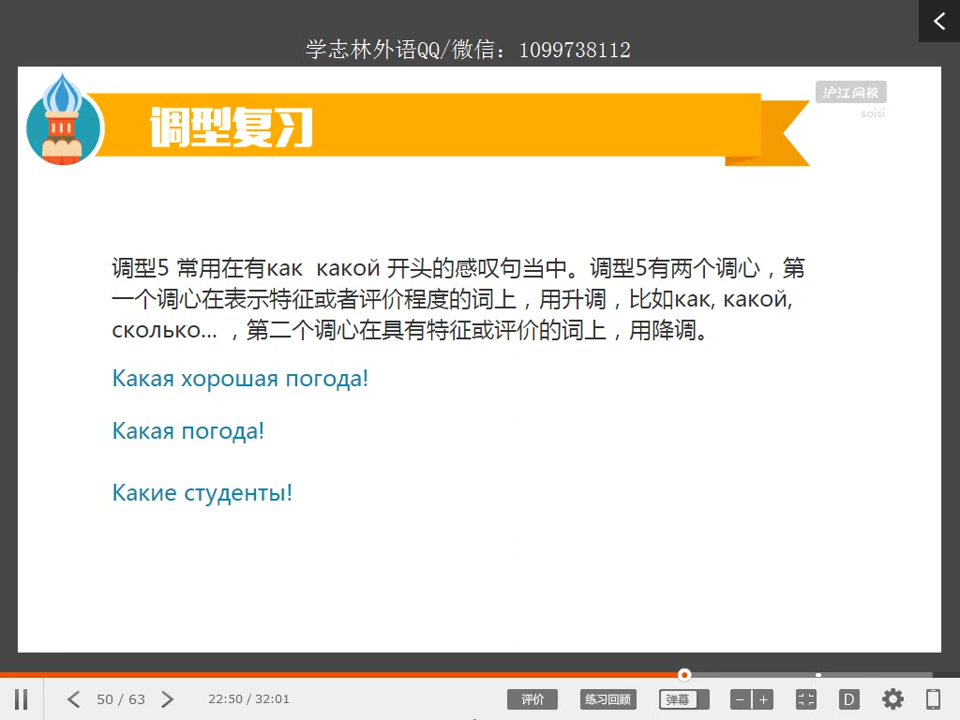 学志林外语QQ/微信：1099738112
沪江网校
soisi
调型复习
调型5 常用在有как какой 开头的感叹句当中。调型5有两个调心，第
一个调心在表示特征或者评价程度的词上，用升调，比如как, какой,
сколько... ，第二个调心在具有特征或评价的词上，用降调。
Какая хорошая погода!
Какая погода!
Какие студенты!
50 / 63 22:50 / 32:01 评价 练习回顾 弹幕 D